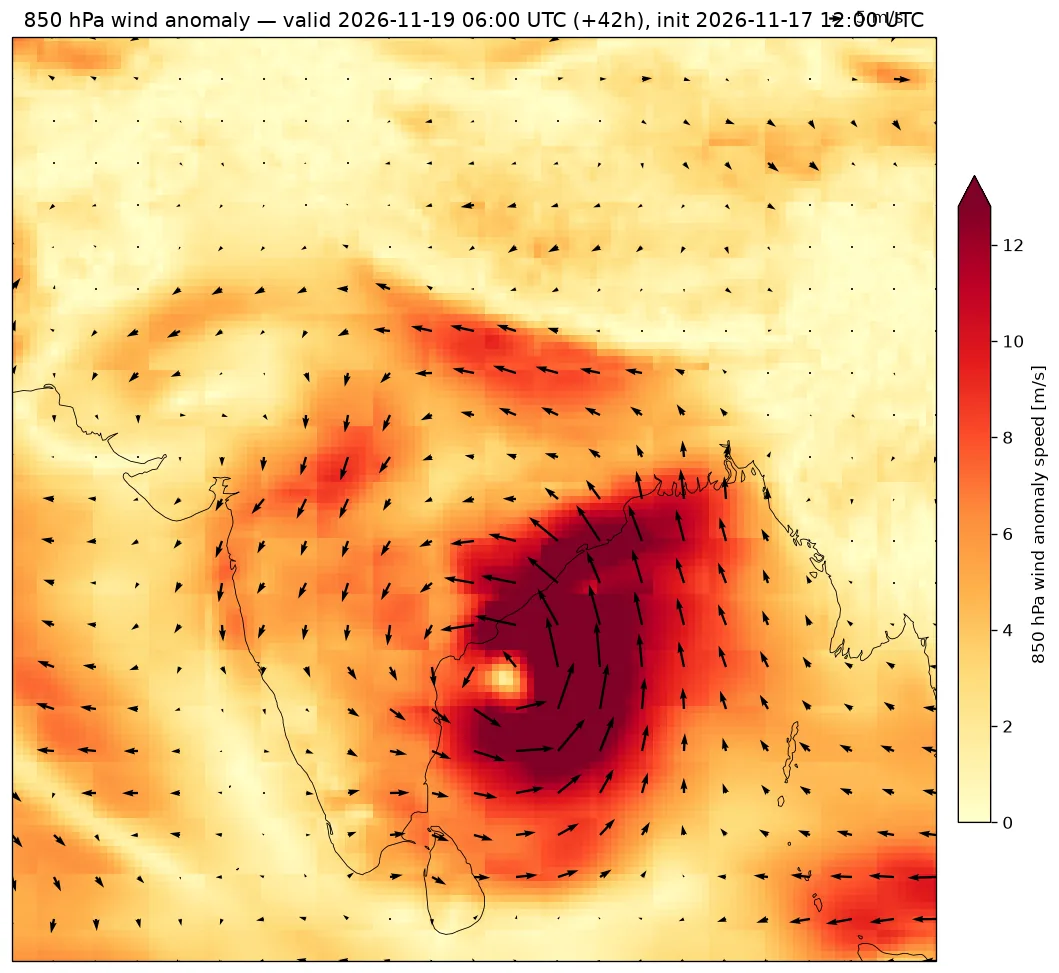 850 hPa wind anomaly — valid 2026-11-19 06:00 UTC (+42h), init 2026-11-17 12:00 UTC
5 m/s
12
10
8
6
4
2
0
850 hPa wind anomaly speed [m/s]